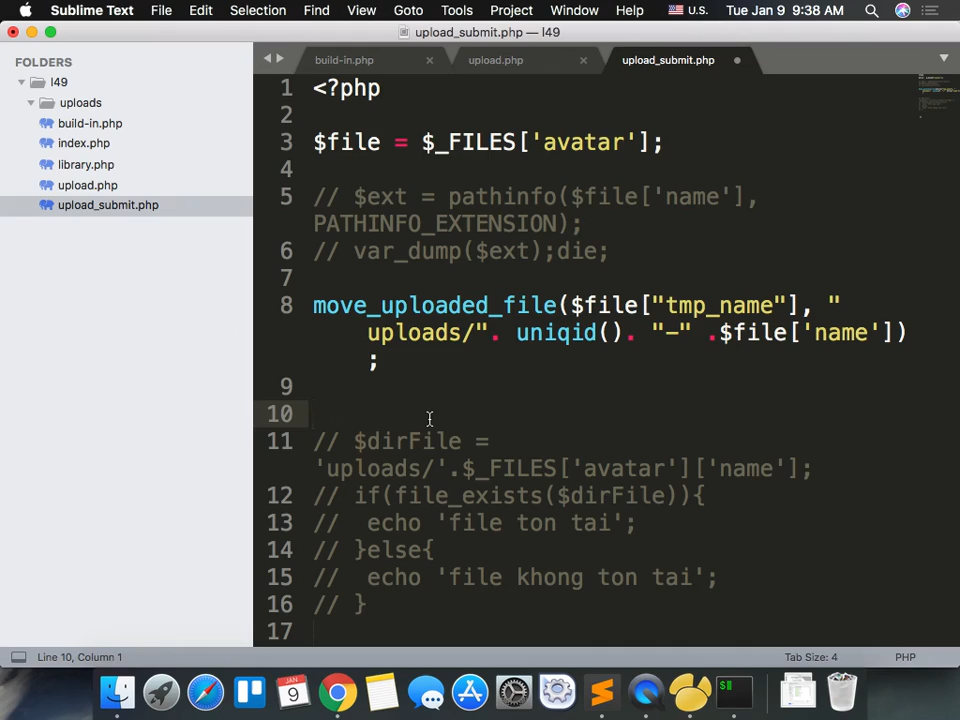 Sublime Text File Edit Selection Find View Goto Tools Project Window Help U.S. Tue Jan 9 9:38 AM
upload_submit.php — l49
FOLDERS
l49
uploads
build-in.php
index.php
library.php
upload.php
upload_submit.php
build-in.php upload.php upload_submit.php
1 <?php
2
3 $file = $_FILES['avatar'];
4
5 // $ext = pathinfo($file['name'],
PATHINFO_EXTENSION);
6 // var_dump($ext);die;
7
8 move_uploaded_file($file["tmp_name"], "
uploads/". uniqid(). "-" .$file['name'])
;
9
10
11 // $dirFile =
'uploads/'.$_FILES['avatar']['name'];
12 // if(file_exists($dirFile)){
13 // echo 'file ton tai';
14 // }else{
15 // echo 'file khong ton tai';
16 // }
17
Line 10, Column 1 Tab Size: 4 PHP
JAN
9
$